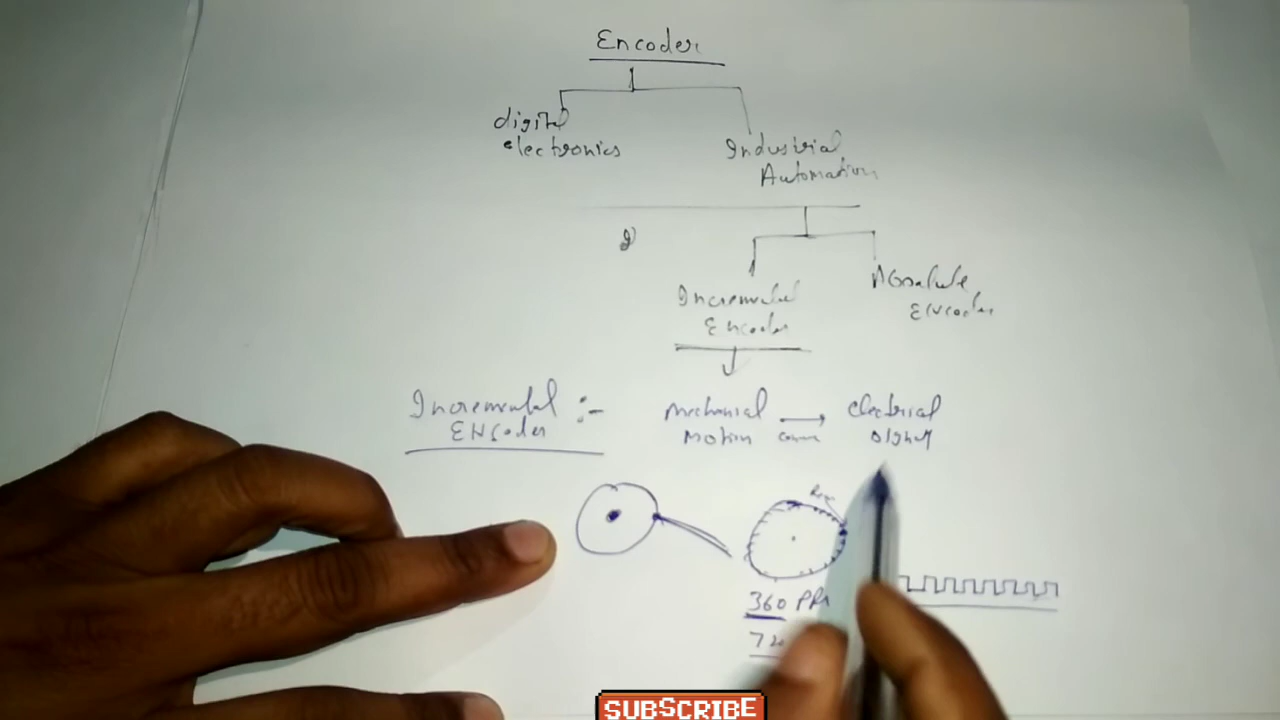 Encoder
digital
electronics
Industrial
Automation
Incremental
Encoder
Absolute
ENcoder
Incremental :-
ENcoder
Mechanical
Motion
Electrical
signal
360 PPR
SUBSCRIBE